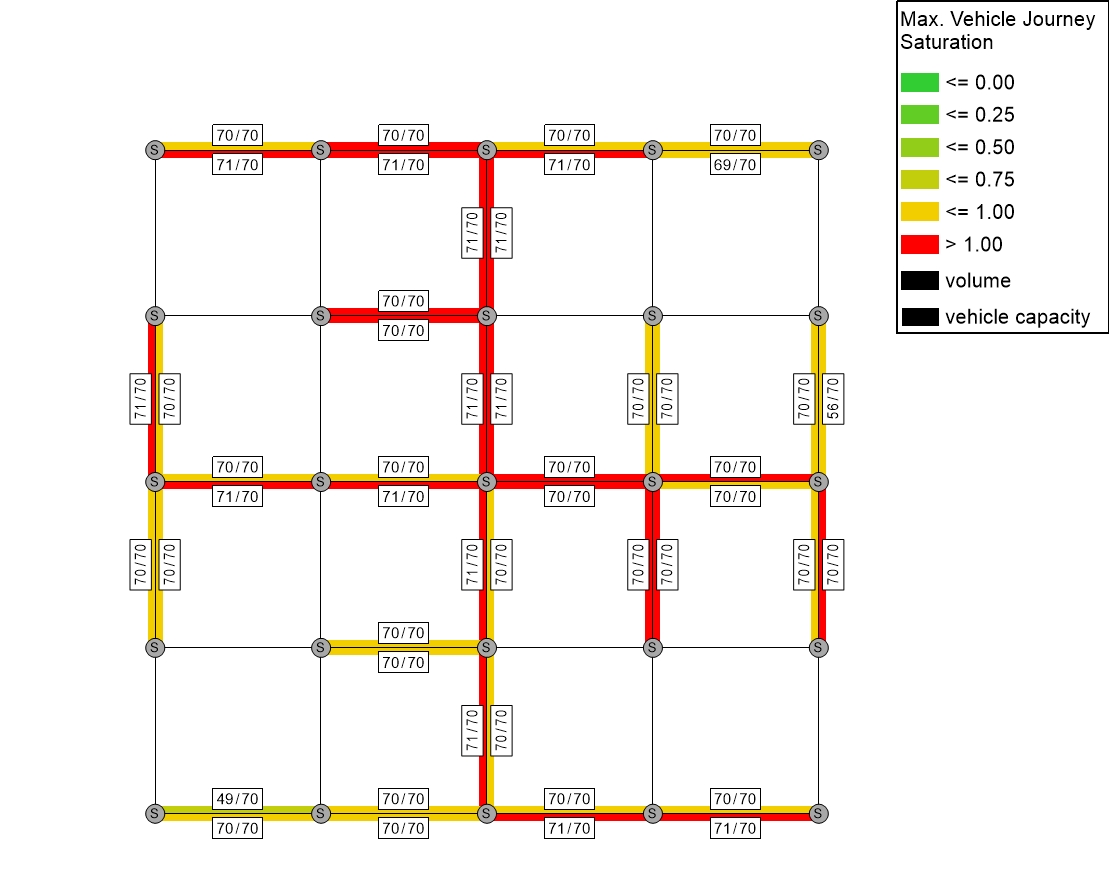 Max. Vehicle Journey
Saturation
<= 0.00
<= 0.25
<= 0.50
<= 0.75
<= 1.00
> 1.00
volume
vehicle capacity
70/70 70/70 70/70 70/70
S S S S S
71/70 71/70 71/70 69/70
71/70 71/70
70/70
S S S S S
70/70
71/70 70/70 71/70 71/70 70/70 70/70 70/70 56/70
70/70 70/70 70/70 70/70
S S S S S
71/70 71/70 70/70 70/70
70/70 70/70 71/70 70/70 70/70 70/70 70/70 70/70
70/70
S S S S S
70/70
71/70 70/70
49/70 70/70 70/70 70/70
S S S S S
70/70 70/70 71/70 71/70